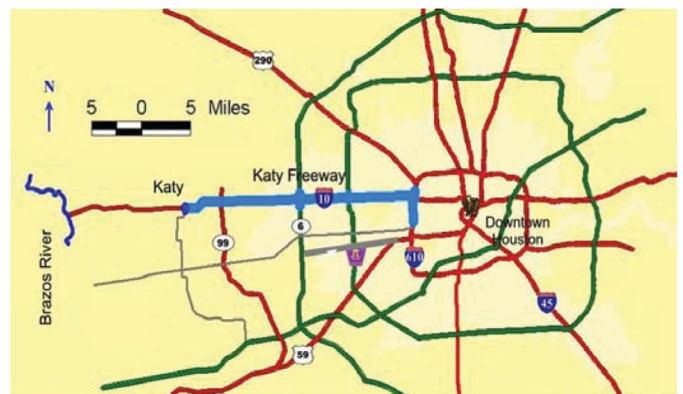 290
N
5 0 5 Miles
Katy Freeway
Katy
10
6
Downtown
Houston
99
610
Brazos River
45
59